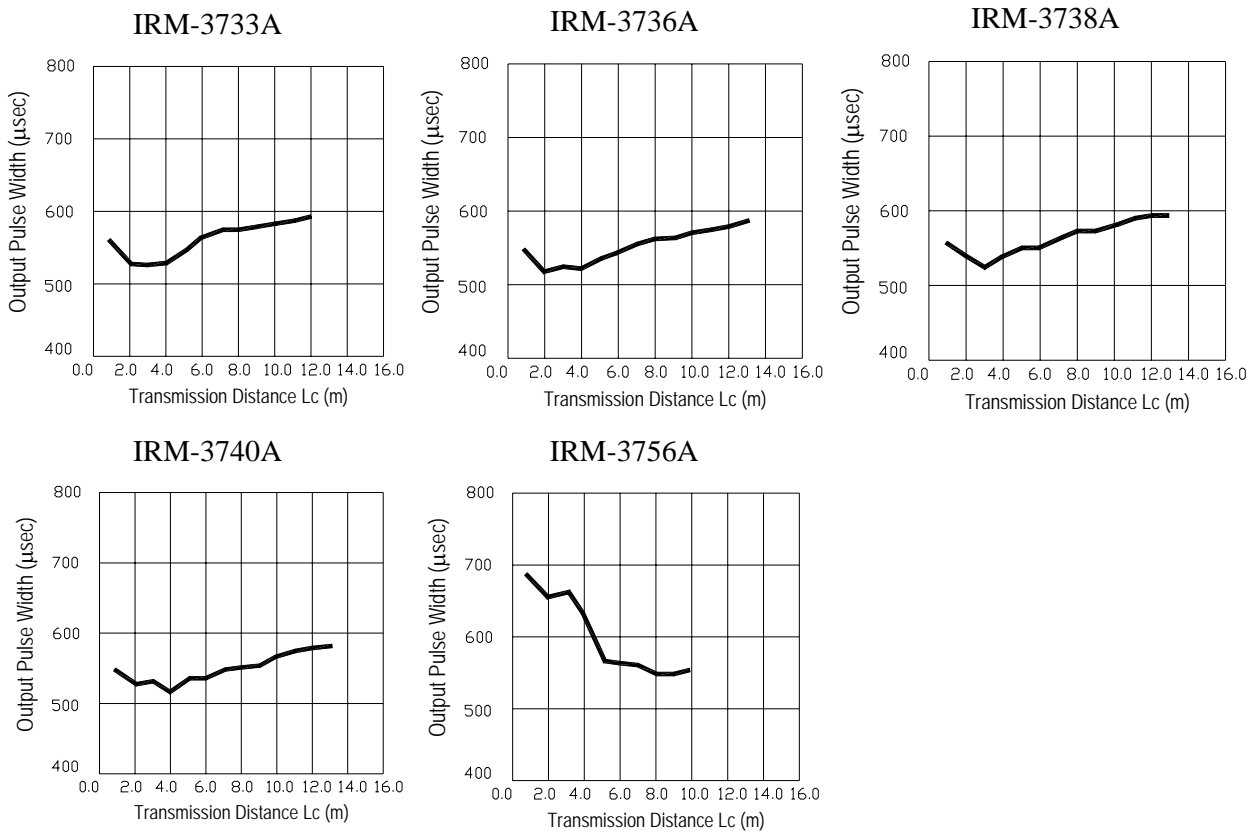 IRM-3733A
Output Pulse Width (μsec)
800
700
600
500
400
0.0 2.0 4.0 6.0 8.0 10.0 12.0 14.0 16.0
Transmission Distance Lc (m)
IRM-3736A
Output Pulse Width (μsec)
800
700
600
500
400
0.0 2.0 4.0 6.0 8.0 10.0 12.0 14.0 16.0
Transmission Distance Lc (m)
IRM-3738A
Output Pulse Width (μsec)
800
700
600
500
400
0.0 2.0 4.0 6.0 8.0 10.0 12.0 14.0 16.0
Transmission Distance Lc (m)
IRM-3740A
Output Pulse Width (μsec)
800
700
600
500
400
0.0 2.0 4.0 6.0 8.0 10.0 12.0 14.0 16.0
Transmission Distance Lc (m)
IRM-3756A
Output Pulse Width (μsec)
800
700
600
500
400
0.0 2.0 4.0 6.0 8.0 10.0 12.0 14.0 16.0
Transmission Distance Lc (m)